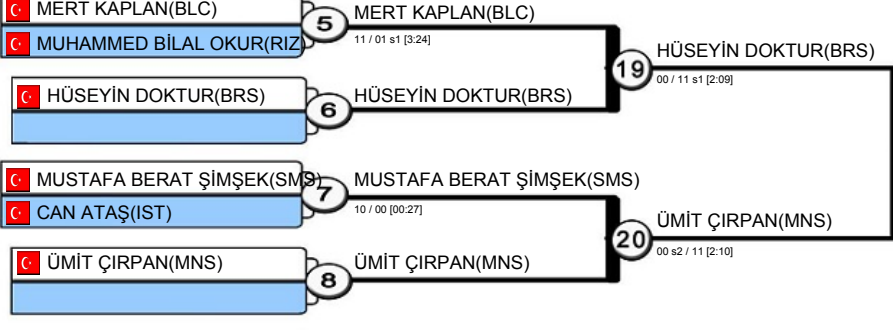 MERT KAPLAN(BLC)
MUHAMMED BİLAL OKUR(RIZ)
5
MERT KAPLAN(BLC)
11 / 01 s1 [3:24]
HÜSEYİN DOKTUR(BRS)
6
HÜSEYİN DOKTUR(BRS)
19
HÜSEYİN DOKTUR(BRS)
00 / 11 s1 [2:09]
MUSTAFA BERAT ŞİMŞEK(SMS)
CAN ATAŞ(IST)
7
MUSTAFA BERAT ŞİMŞEK(SMS)
10 / 00 [00:27]
ÜMİT ÇIRPAN(MNS)
8
ÜMİT ÇIRPAN(MNS)
20
ÜMİT ÇIRPAN(MNS)
00 s2 / 11 [2:10]